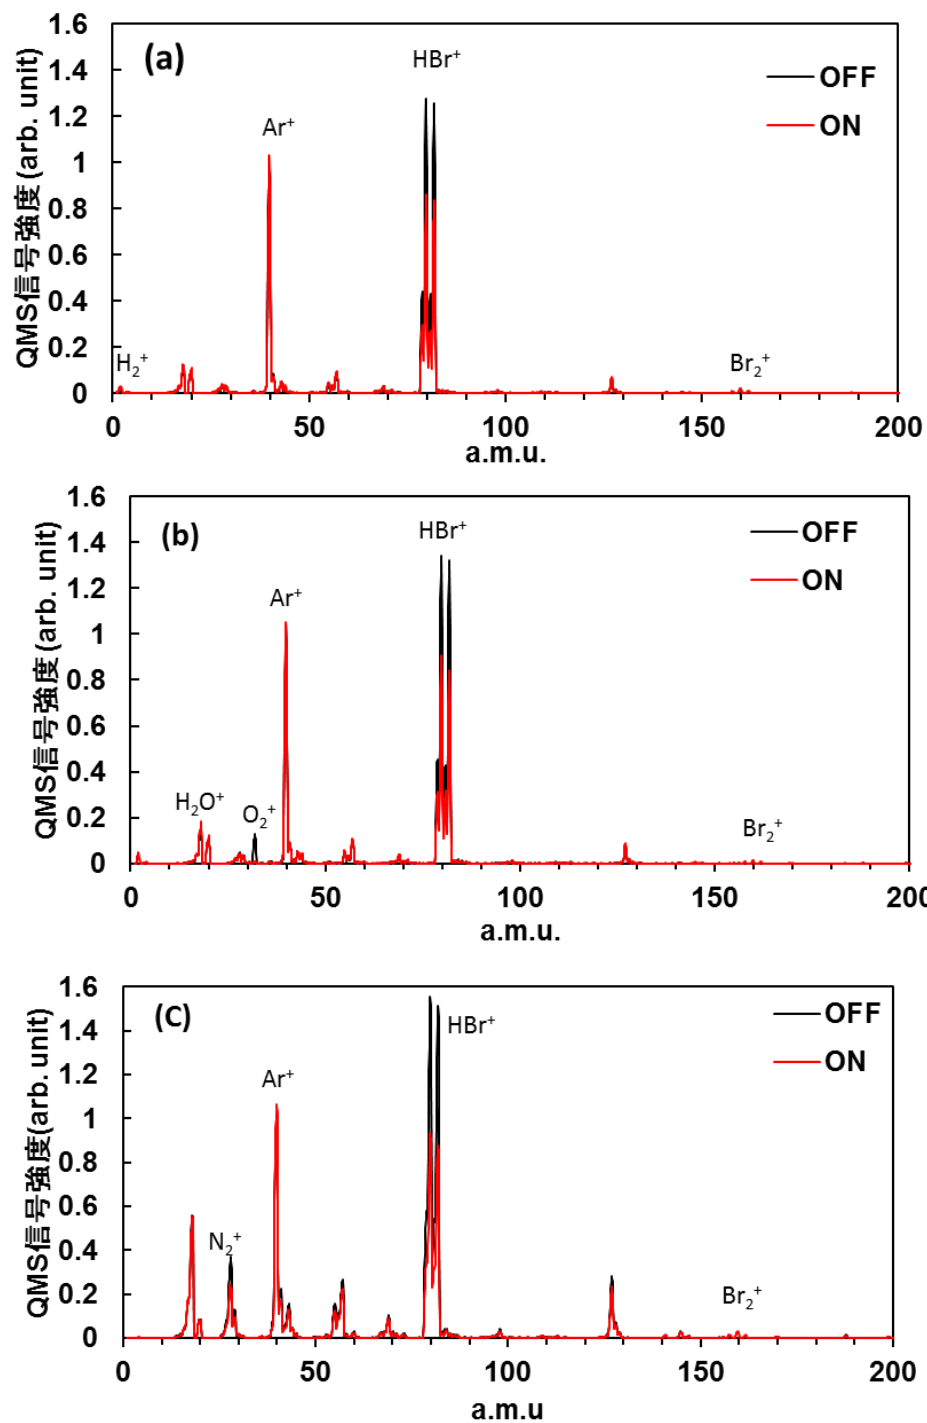 (a)
HBr⁺
OFF
ON
Ar⁺
H₂⁺
Br₂⁺
QMS信号強度(arb. unit)
1.6
1.4
1.2
1
0.8
0.6
0.4
0.2
0
0 50 100 150 200
a.m.u.
(b)
HBr⁺
OFF
ON
Ar⁺
H₂O⁺
O₂⁺
Br₂⁺
QMS信号強度(arb. unit)
1.6
1.4
1.2
1
0.8
0.6
0.4
0.2
0
0 50 100 150 200
a.m.u.
(C)
HBr⁺
OFF
ON
Ar⁺
N₂⁺
Br₂⁺
QMS信号強度(arb. unit)
1.6
1.4
1.2
1
0.8
0.6
0.4
0.2
0
0 50 100 150 200
a.m.u